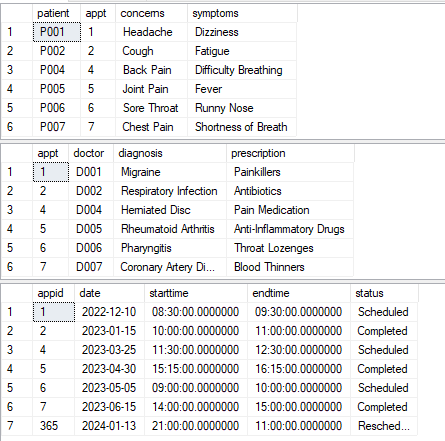 patient appt concerns symptoms
1 P001 1 Headache Dizziness
2 P002 2 Cough Fatigue
3 P004 4 Back Pain Difficulty Breathing
4 P005 5 Joint Pain Fever
5 P006 6 Sore Throat Runny Nose
6 P007 7 Chest Pain Shortness of Breath
appt doctor diagnosis prescription
1 1 D001 Migraine Painkillers
2 2 D002 Respiratory Infection Antibiotics
3 4 D004 Herniated Disc Pain Medication
4 5 D005 Rheumatoid Arthritis Anti-Inflammatory Drugs
5 6 D006 Pharyngitis Throat Lozenges
6 7 D007 Coronary Artery Di... Blood Thinners
appid date starttime endtime status
1 1 2022-12-10 08:30:00.0000000 09:30:00.0000000 Scheduled
2 2 2023-01-15 10:00:00.0000000 11:00:00.0000000 Completed
3 4 2023-03-25 11:30:00.0000000 12:30:00.0000000 Scheduled
4 5 2023-04-30 15:15:00.0000000 16:15:00.0000000 Completed
5 6 2023-05-05 09:00:00.0000000 10:00:00.0000000 Scheduled
6 7 2023-06-15 14:00:00.0000000 15:00:00.0000000 Completed
7 365 2024-01-13 21:00:00.0000000 11:00:00.0000000 Resched...